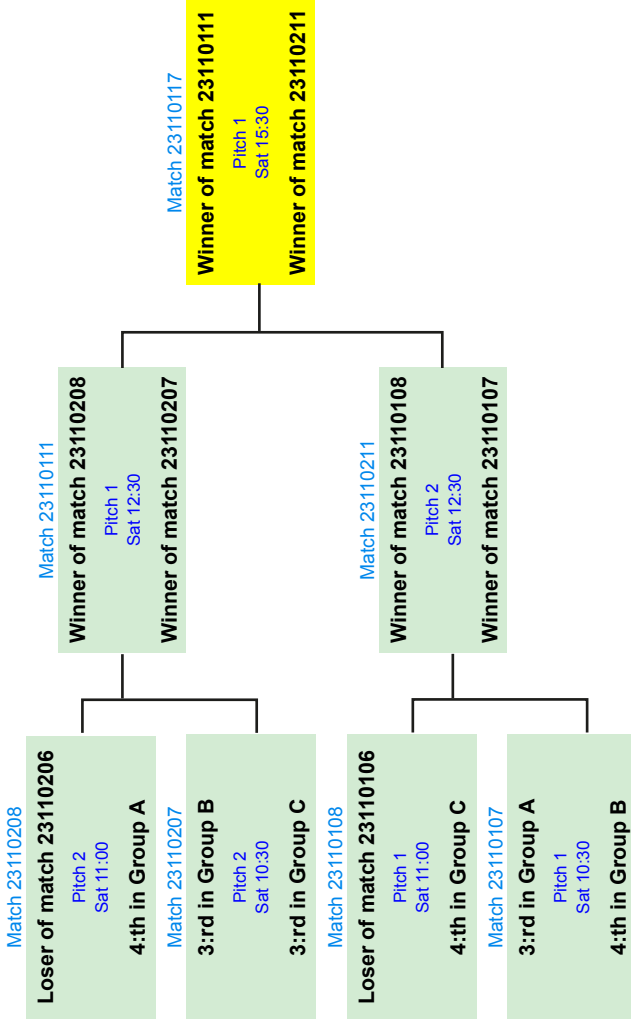 Match 23110208
Loser of match 23110206
Pitch 2
Sat 11:00
4:th in Group A
Match 23110207
3:rd in Group B
Pitch 2
Sat 10:30
3:rd in Group C
Match 23110108
Loser of match 23110106
Pitch 1
Sat 11:00
4:th in Group C
Match 23110107
3:rd in Group A
Pitch 1
Sat 10:30
4:th in Group B
Match 23110111
Winner of match 23110208
Pitch 1
Sat 12:30
Winner of match 23110207
Match 23110211
Winner of match 23110108
Pitch 2
Sat 12:30
Winner of match 23110107
Match 23110117
Winner of match 23110111
Pitch 1
Sat 15:30
Winner of match 23110211